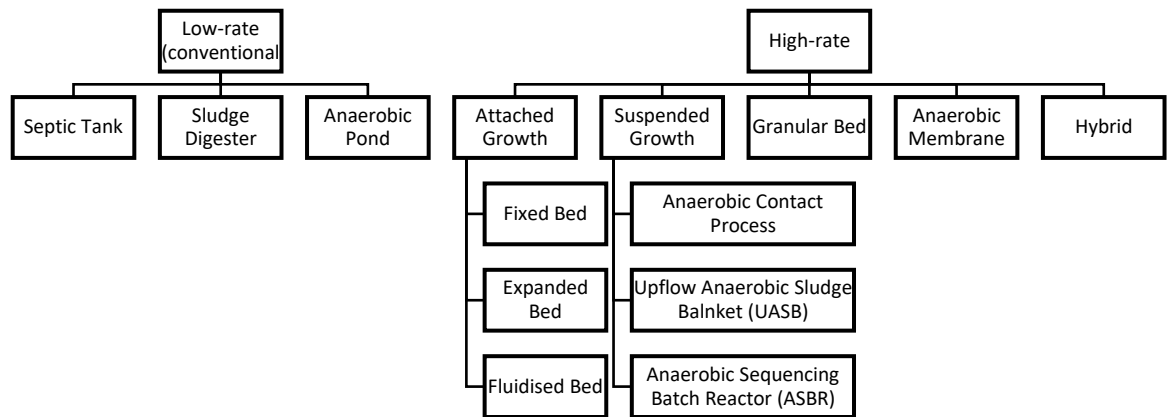 Low-rate
(conventional
High-rate
Septic Tank
Sludge
Digester
Anaerobic
Pond
Attached
Growth
Suspended
Growth
Granular Bed
Anaerobic
Membrane
Hybrid
Fixed Bed
Anaerobic Contact
Process
Expanded
Bed
Upflow Anaerobic Sludge
Balnket (UASB)
Fluidised Bed
Anaerobic Sequencing
Batch Reactor (ASBR)